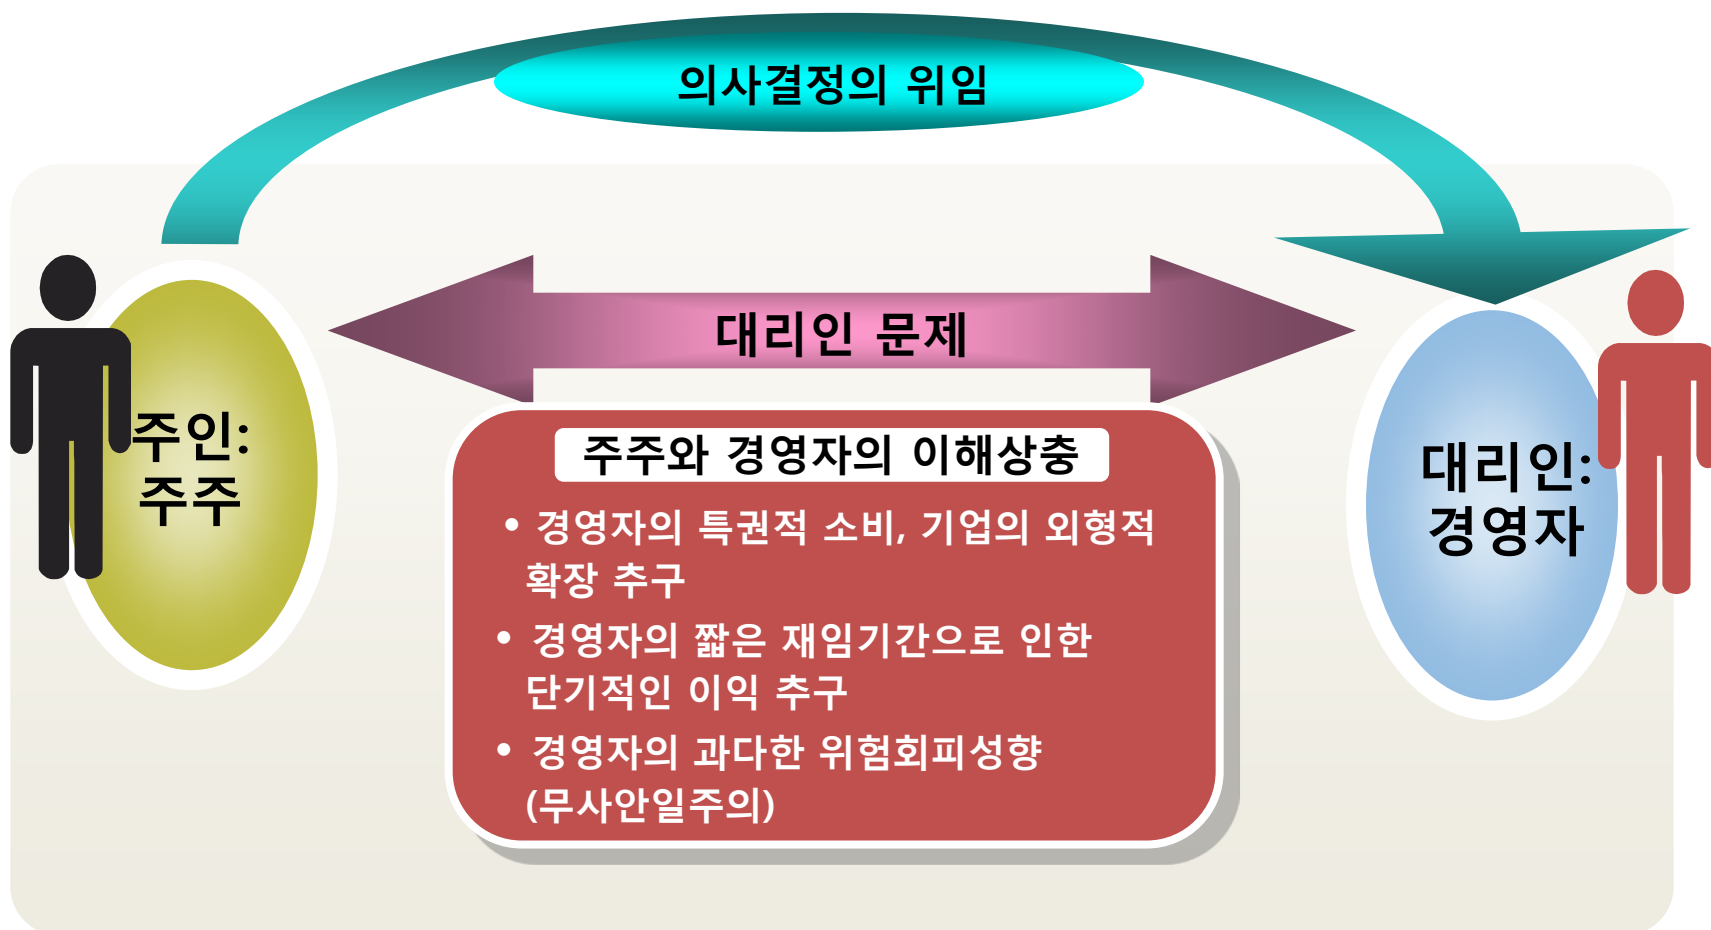 의사결정의 위임
대리인 문제
주인:
주주
대리인:
경영자
주주와 경영자의 이해상충
• 경영자의 특권적 소비, 기업의 외형적
확장 추구
• 경영자의 짧은 재임기간으로 인한
단기적인 이익 추구
• 경영자의 과다한 위험회피성향
(무사안일주의)